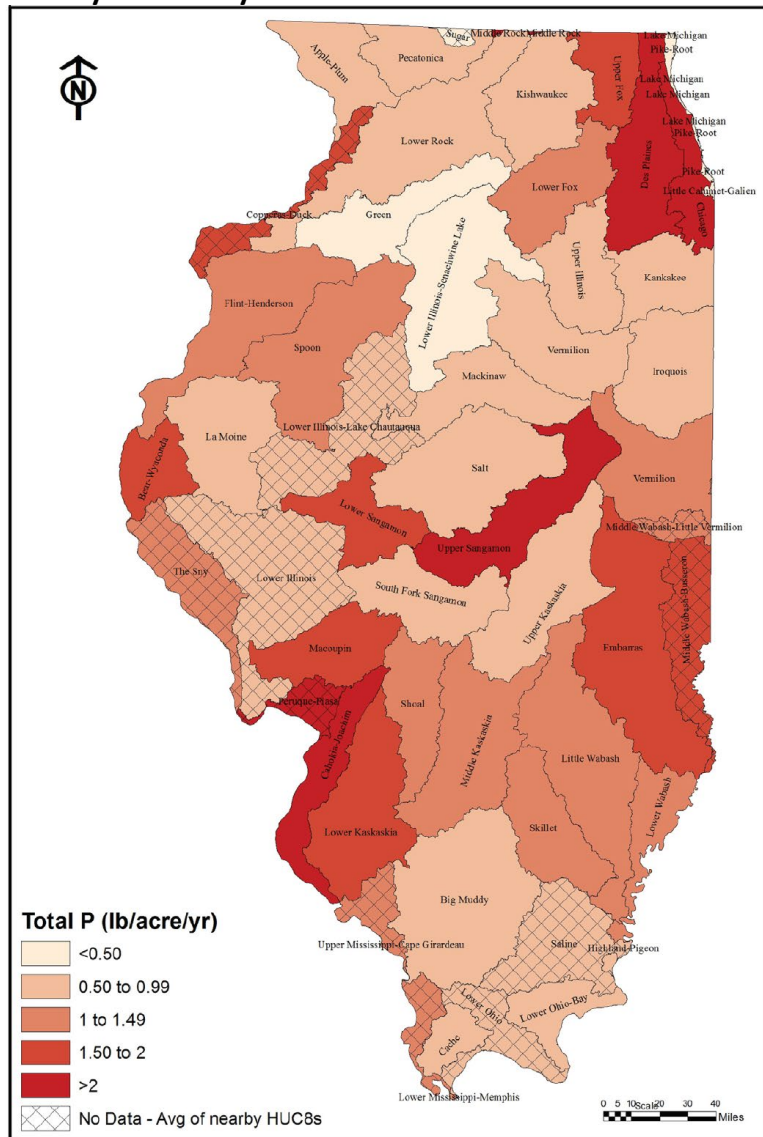 Sugar
Middle Rock
Middle Rock
Lake Michigan
Pike-Root
Apple-Plum
Pecatonica
Upper Fox
Lake Michigan
Lake Michigan
Kishwaukee
Lake Michigan
Pike-Root
Lower Rock
Des Plaines
Pike-Root
Lower Fox
Little Calumet-Galien
Chicago
Copperas-Duck
Green
Lower Illinois-Senachwine Lake
Upper Illinois
Kankakee
Flint-Henderson
Spoon
Vermilion
Iroquois
Mackinaw
Lower Illinois-Lake Chautauqua
La Moine
Bear-Wyaconda
Salt
Vermilion
Lower Sangamon
Middle Wabash-Little Vermilion
Upper Sangamon
The Sny
Lower Illinois
South Fork Sangamon
Upper Kaskaskia
Middle Wabash-Busseron
Macoupin
Embarras
Peruque-Piasa
Cahokia-Joachim
Shoal
Middle Kaskaskia
Little Wabash
Lower Wabash
Lower Kaskaskia
Skillet
Big Muddy
Upper Mississippi-Cape Girardeau
Saline
Highland-Pigeon
Lower Ohio
Lower Ohio-Bay
Cache
Lower Mississippi-Memphis
N
Total P (lb/acre/yr)
<0.50
0.50 to 0.99
1 to 1.49
1.50 to 2
>2
No Data - Avg of nearby HUC8s
Scale
0 5 10 20 30 40
Miles